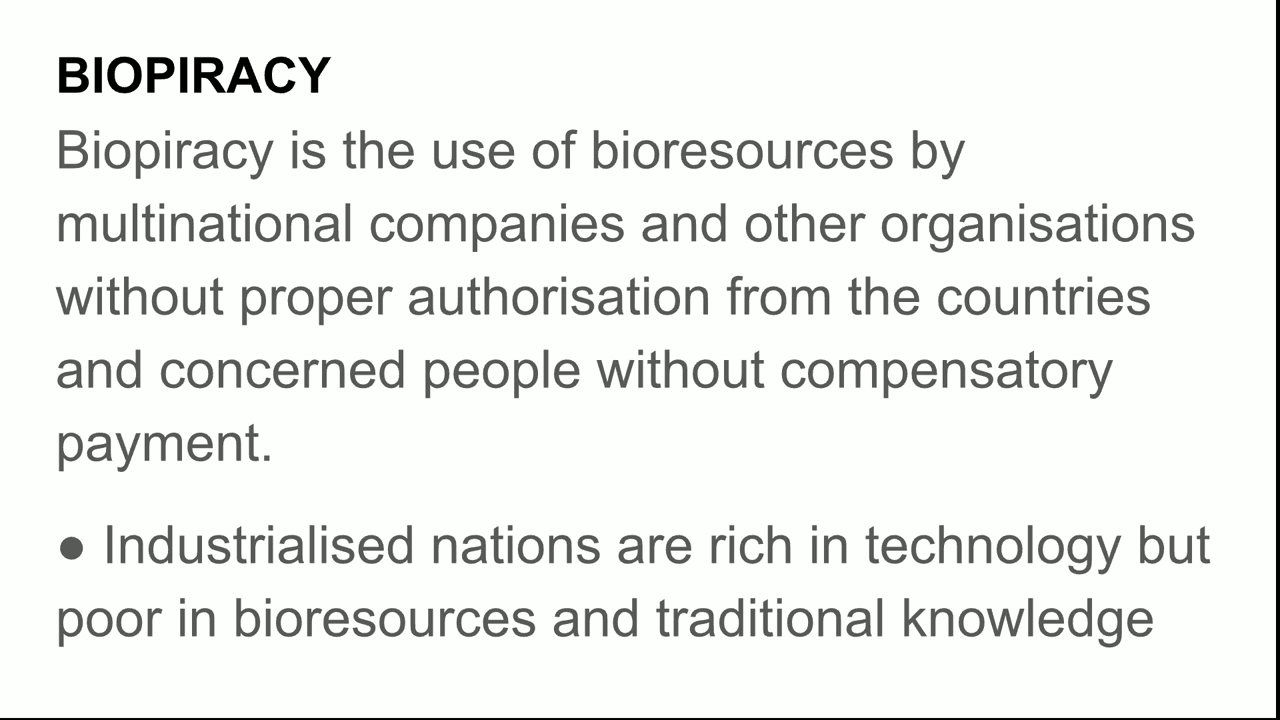 BIOPIRACY
Biopiracy is the use of bioresources by
multinational companies and other organisations
without proper authorisation from the countries
and concerned people without compensatory
payment.
● Industrialised nations are rich in technology but
poor in bioresources and traditional knowledge